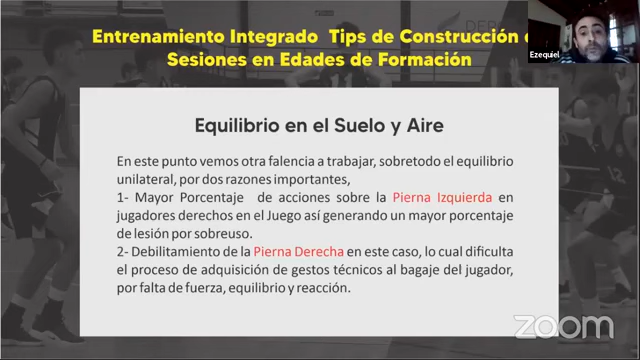 Entrenamiento Integrado Tips de Construcción
Sesiones en Edades de Formación
Ezequiel
Equilibrio en el Suelo y Aire
En este punto vemos otra falencia a trabajar, sobretodo el equilibrio
unilateral, por dos razones importantes,
1- Mayor Porcentaje de acciones sobre la Pierna Izquierda en
jugadores derechos en el Juego así generando un mayor porcentaje
de lesión por sobreuso.
2- Debilitamiento de la Pierna Derecha en este caso, lo cual dificulta
el proceso de adquisición de gestos técnicos al bagaje del jugador,
por falta de fuerza, equilibrio y reacción.
zoom